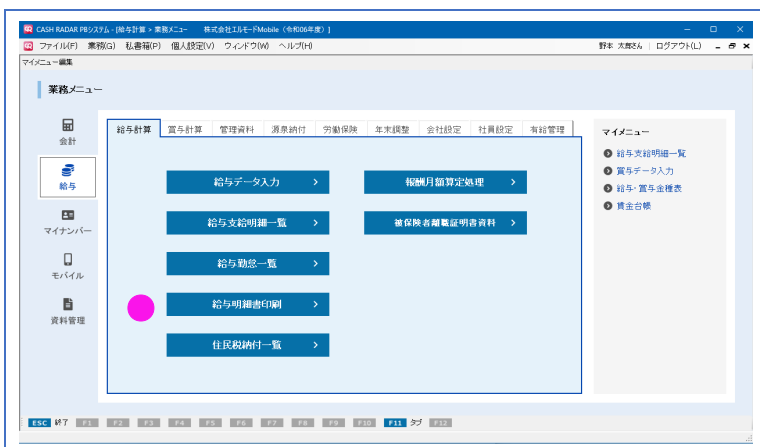 CASH RADAR PBシステム - [給与計算 > 業務メニュー 株式会社エルモードMobile（令和06年度）]
ファイル(F) 業務(G) 私書箱(P) 個人設定(V) ウィンドウ(W) ヘルプ(H) 野本 太郎さん ログアウト(L)
マイメニュー編集
業務メニュー
会計
給与
マイナンバー
モバイル
資料管理
給与計算 賞与計算 管理資料 源泉納付 労働保険 年末調整 会社設定 社員設定 有給管理
給与データ入力
給与支給明細一覧
給与勤怠一覧
給与明細書印刷
住民税納付一覧
報酬月額算定処理
被保険者離職証明書資料
マイメニュー
給与支給明細一覧
賞与データ入力
給与・賞与金種表
賃金台帳
ESC 終了 F1 F2 F3 F4 F5 F6 F7 F8 F9 F10 F11 タブ F12